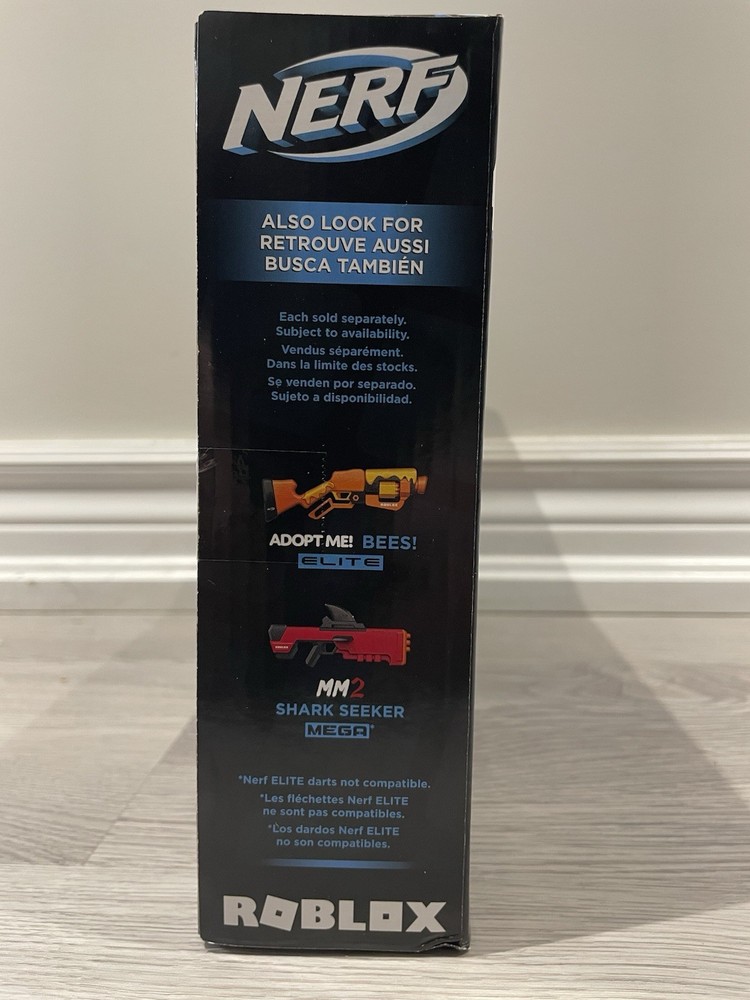 NERF
ALSO LOOK FOR
RETROUVE AUSSI
BUSCA TAMBIÉN
Each sold separately.
Subject to availability.
Vendus séparément.
Dans la limite des stocks.
Se venden por separado.
Sujeto a disponibilidad.
ROBLOX
ADOPT ME! BEES!
ELITE
ROBLOX
MM2
SHARK SEEKER
MEGA*
*Nerf ELITE darts not compatible.
*Les fléchettes Nerf ELITE
ne sont pas compatibles.
*Los dardos Nerf ELITE
no son compatibles.
ROBLOX